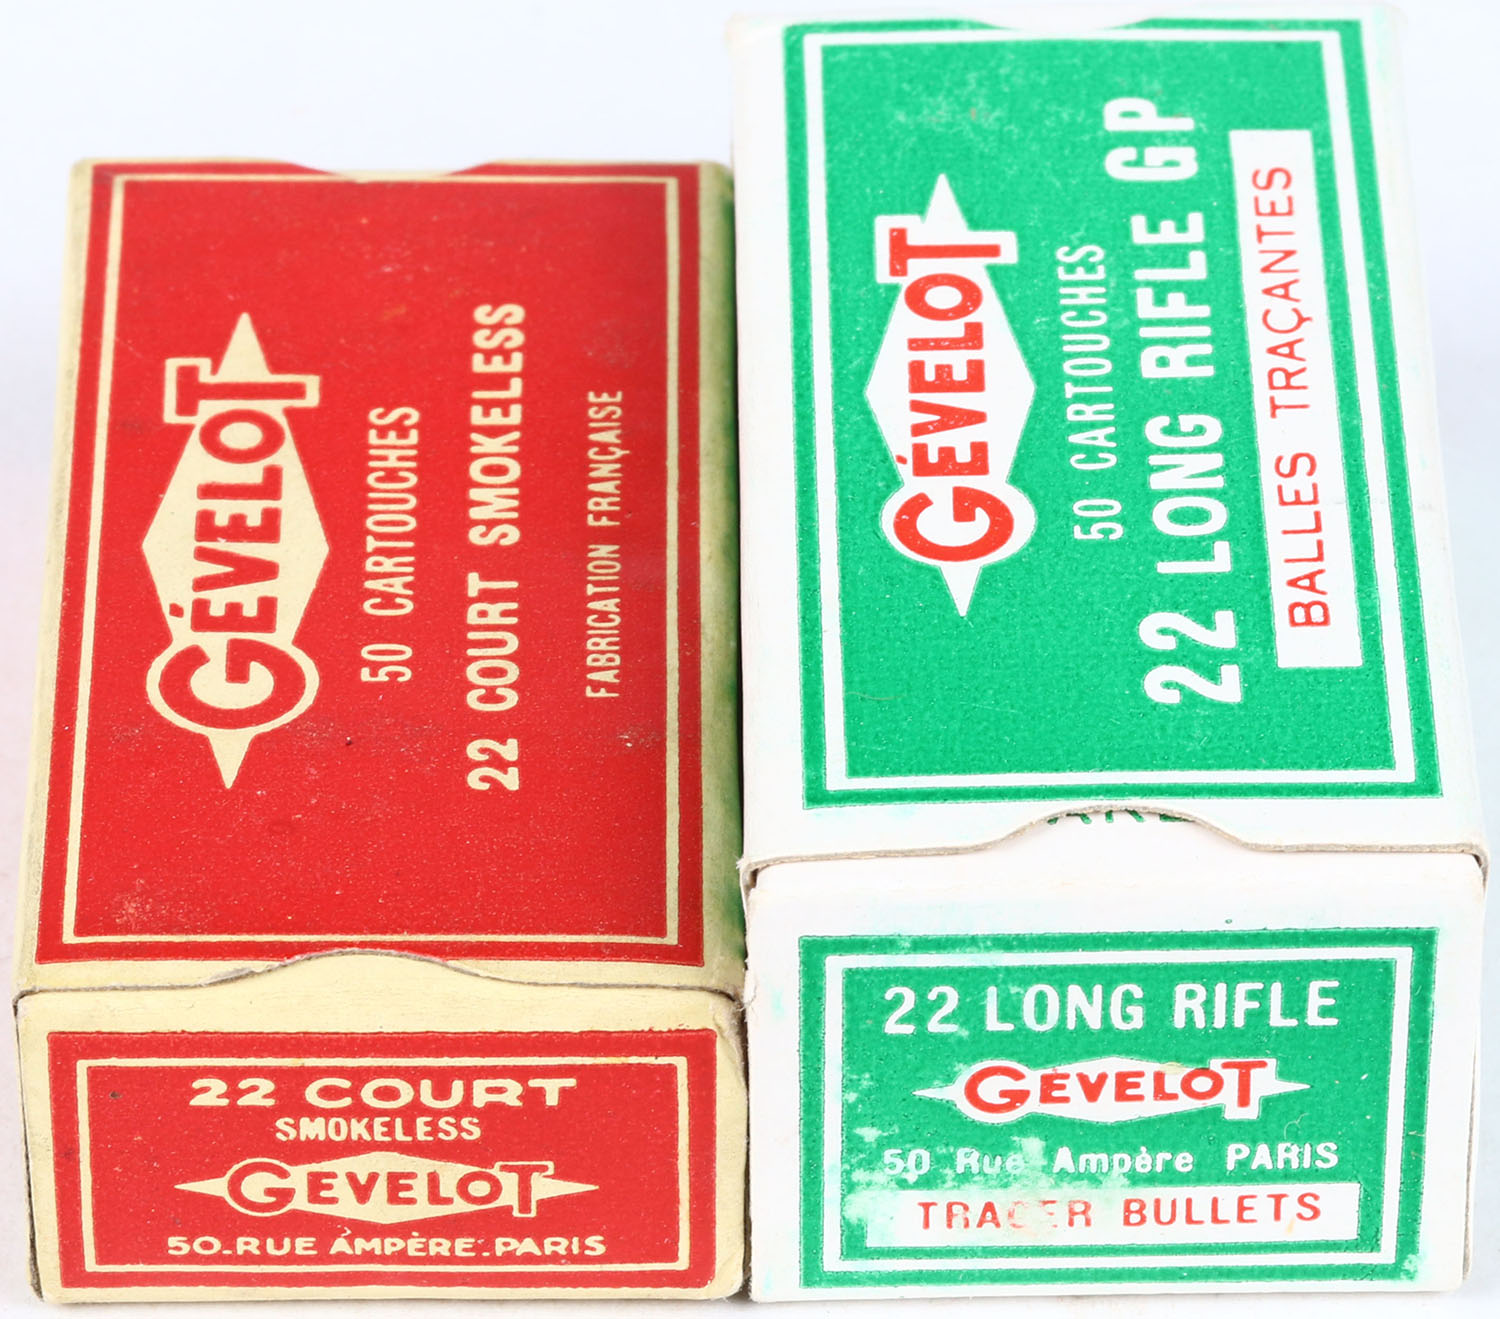 GÉVELOT
50 CARTOUCHES
22 COURT SMOKELESS
FABRICATION FRANÇAISE
22 COURT
SMOKELESS
GEVELOT
50-RUE AMPÈRE-PARIS
GÉVELOT
50 CARTOUCHES
22 LONG RIFLE GP
BALLES TRAÇANTES
22 LONG RIFLE
GEVELOT
50 Rue Ampère PARIS
TRACER BULLETS